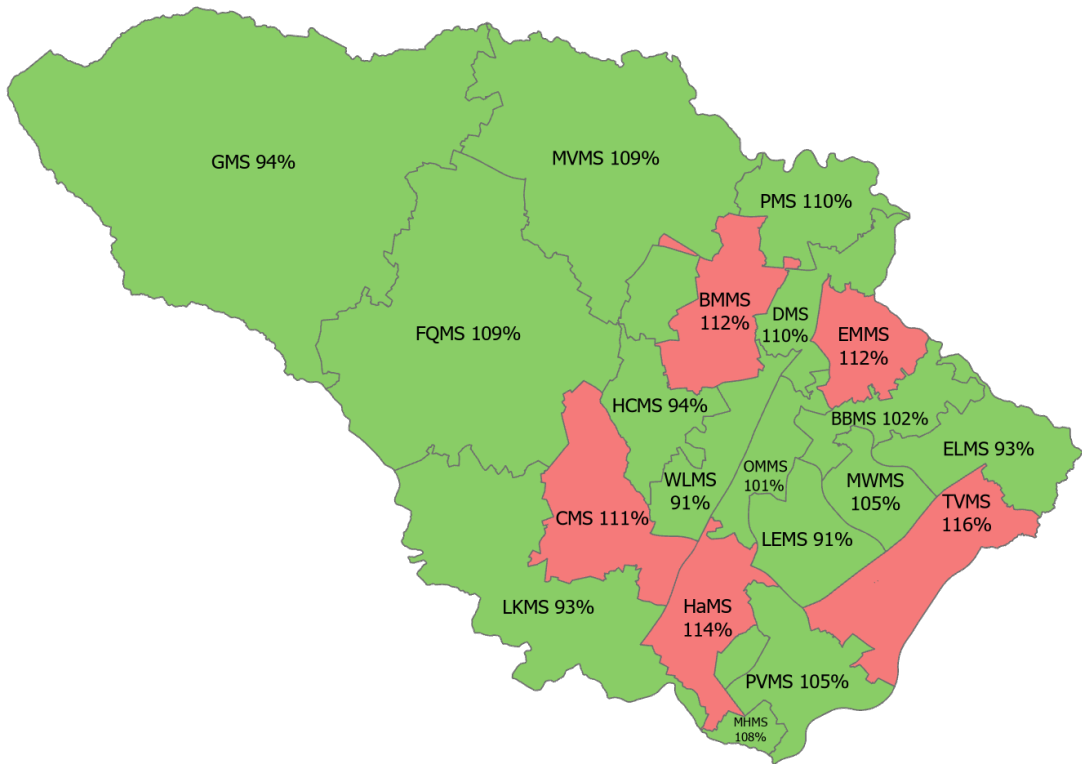 GMS 94%
MVMS 109%
PMS 110%
BMMS
112%
DMS
110%
EMMS
112%
FQMS 109%
HCMS 94%
BBMS 102%
ELMS 93%
WLMS
91%
OMMS
101%
MWMS
105%
TVMS
116%
CMS 111%
LEMS 91%
LKMS 93%
HaMS
114%
PVMS 105%
MHMS
108%